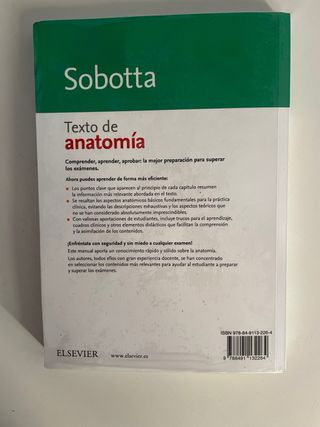 Sobotta
Texto de
anatomía
Comprender, aprender, aprobar: la mejor preparación para superar
los exámenes.
Ahora puedes aprender de forma más eficiente:
• Los puntos clave que aparecen al principio de cada capítulo resumen
la información más relevante abordada en el texto.
• Se resaltan los aspectos anatómicos básicos fundamentales para la práctica
clínica, evitando las descripciones exhaustivas y los aspectos teóricos que
no se han considerado absolutamente imprescindibles.
• Con valiosas aportaciones de estudiantes, incluye trucos para el aprendizaje,
cuadros clínicos y otros elementos didácticos que facilitan la comprensión
y la asimilación de los contenidos.
¡Enfréntate con seguridad y sin miedo a cualquier examen!
Este manual aporta un conocimiento rápido y sólido sobre la anatomía.
Los autores, todos ellos con gran experiencia docente, se han concentrado
en seleccionar los contenidos más relevantes para ayudar al estudiante a preparar
y superar los exámenes.
ELSEVIER
www.elsevier.es
ISBN 978-84-9113-226-4
9 788491 132264